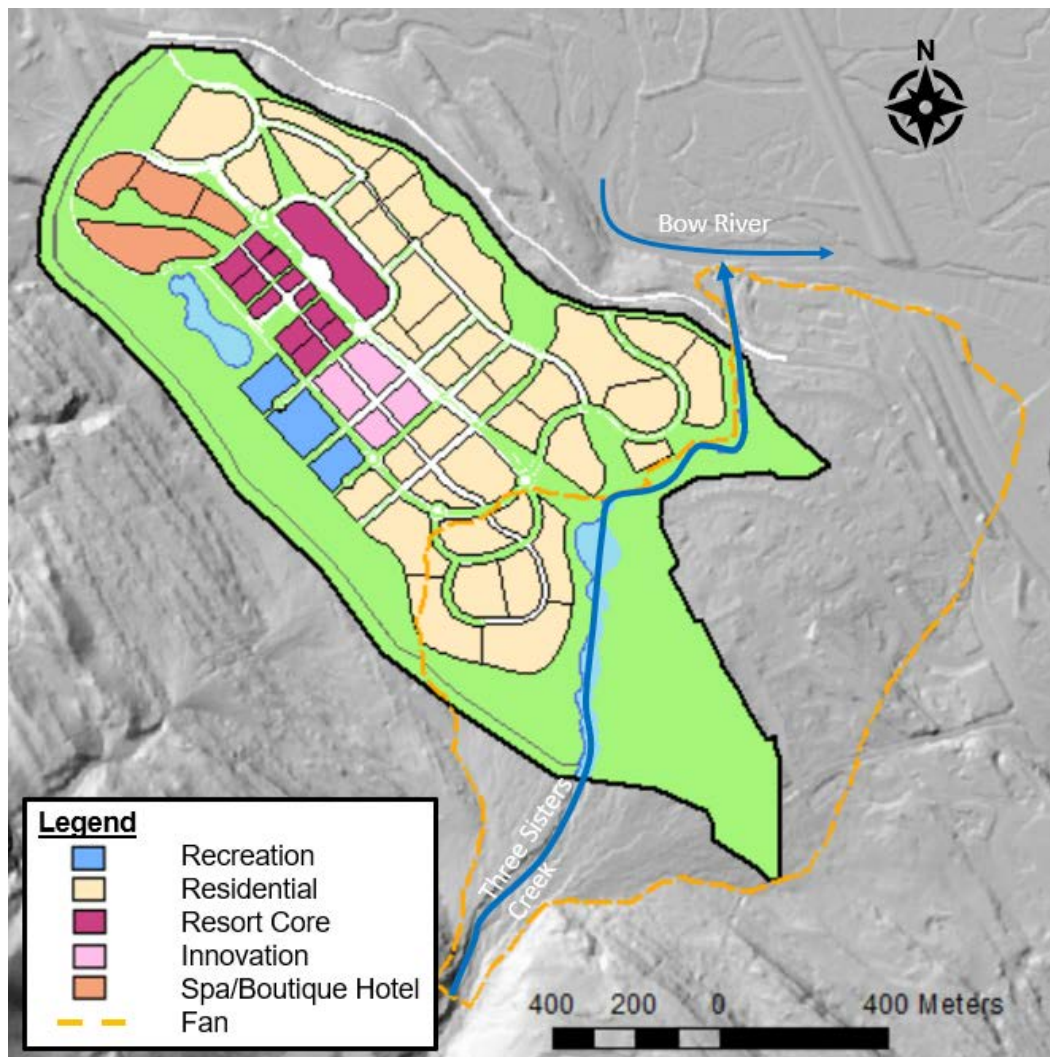 N
Bow River
Three Sisters
Creek
Legend
Recreation
Residential
Resort Core
Innovation
Spa/Boutique Hotel
Fan
400 200 0 400 Meters